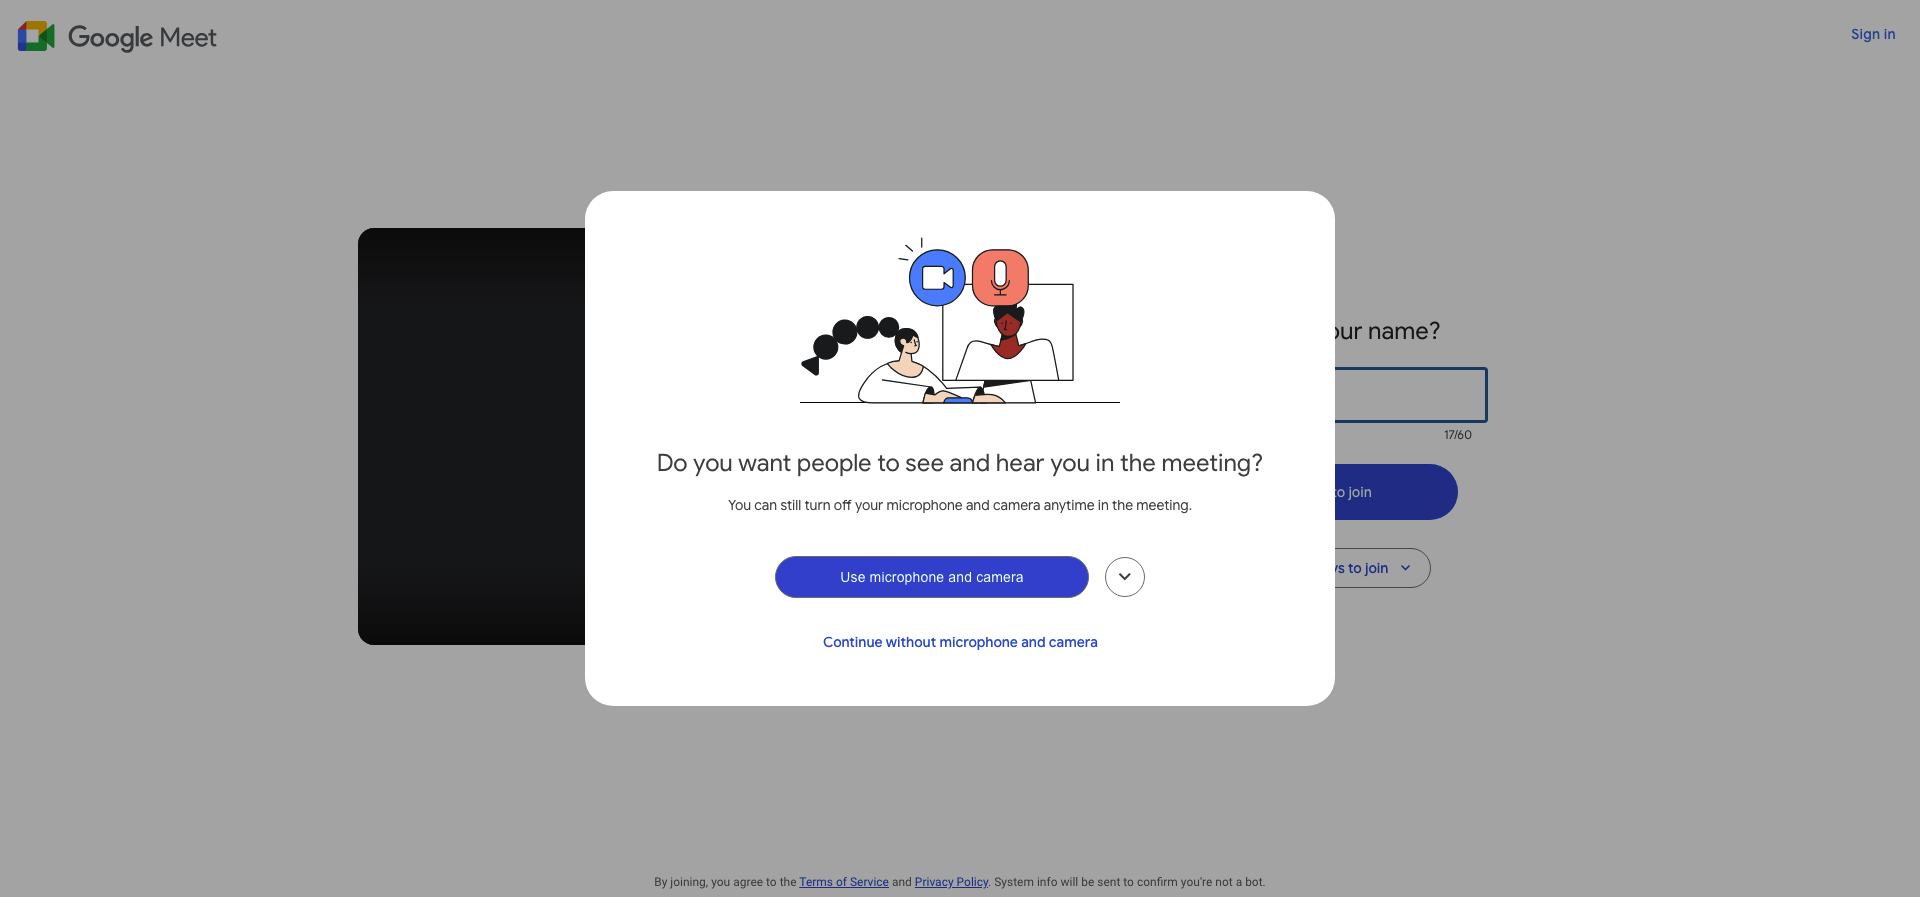 Google Meet
Sign in
our name?
17/60
to join
ys to join
Do you want people to see and hear you in the meeting?
You can still turn off your microphone and camera anytime in the meeting.
Use microphone and camera
Continue without microphone and camera
By joining, you agree to the Terms of Service and Privacy Policy. System info will be sent to confirm you're not a bot.